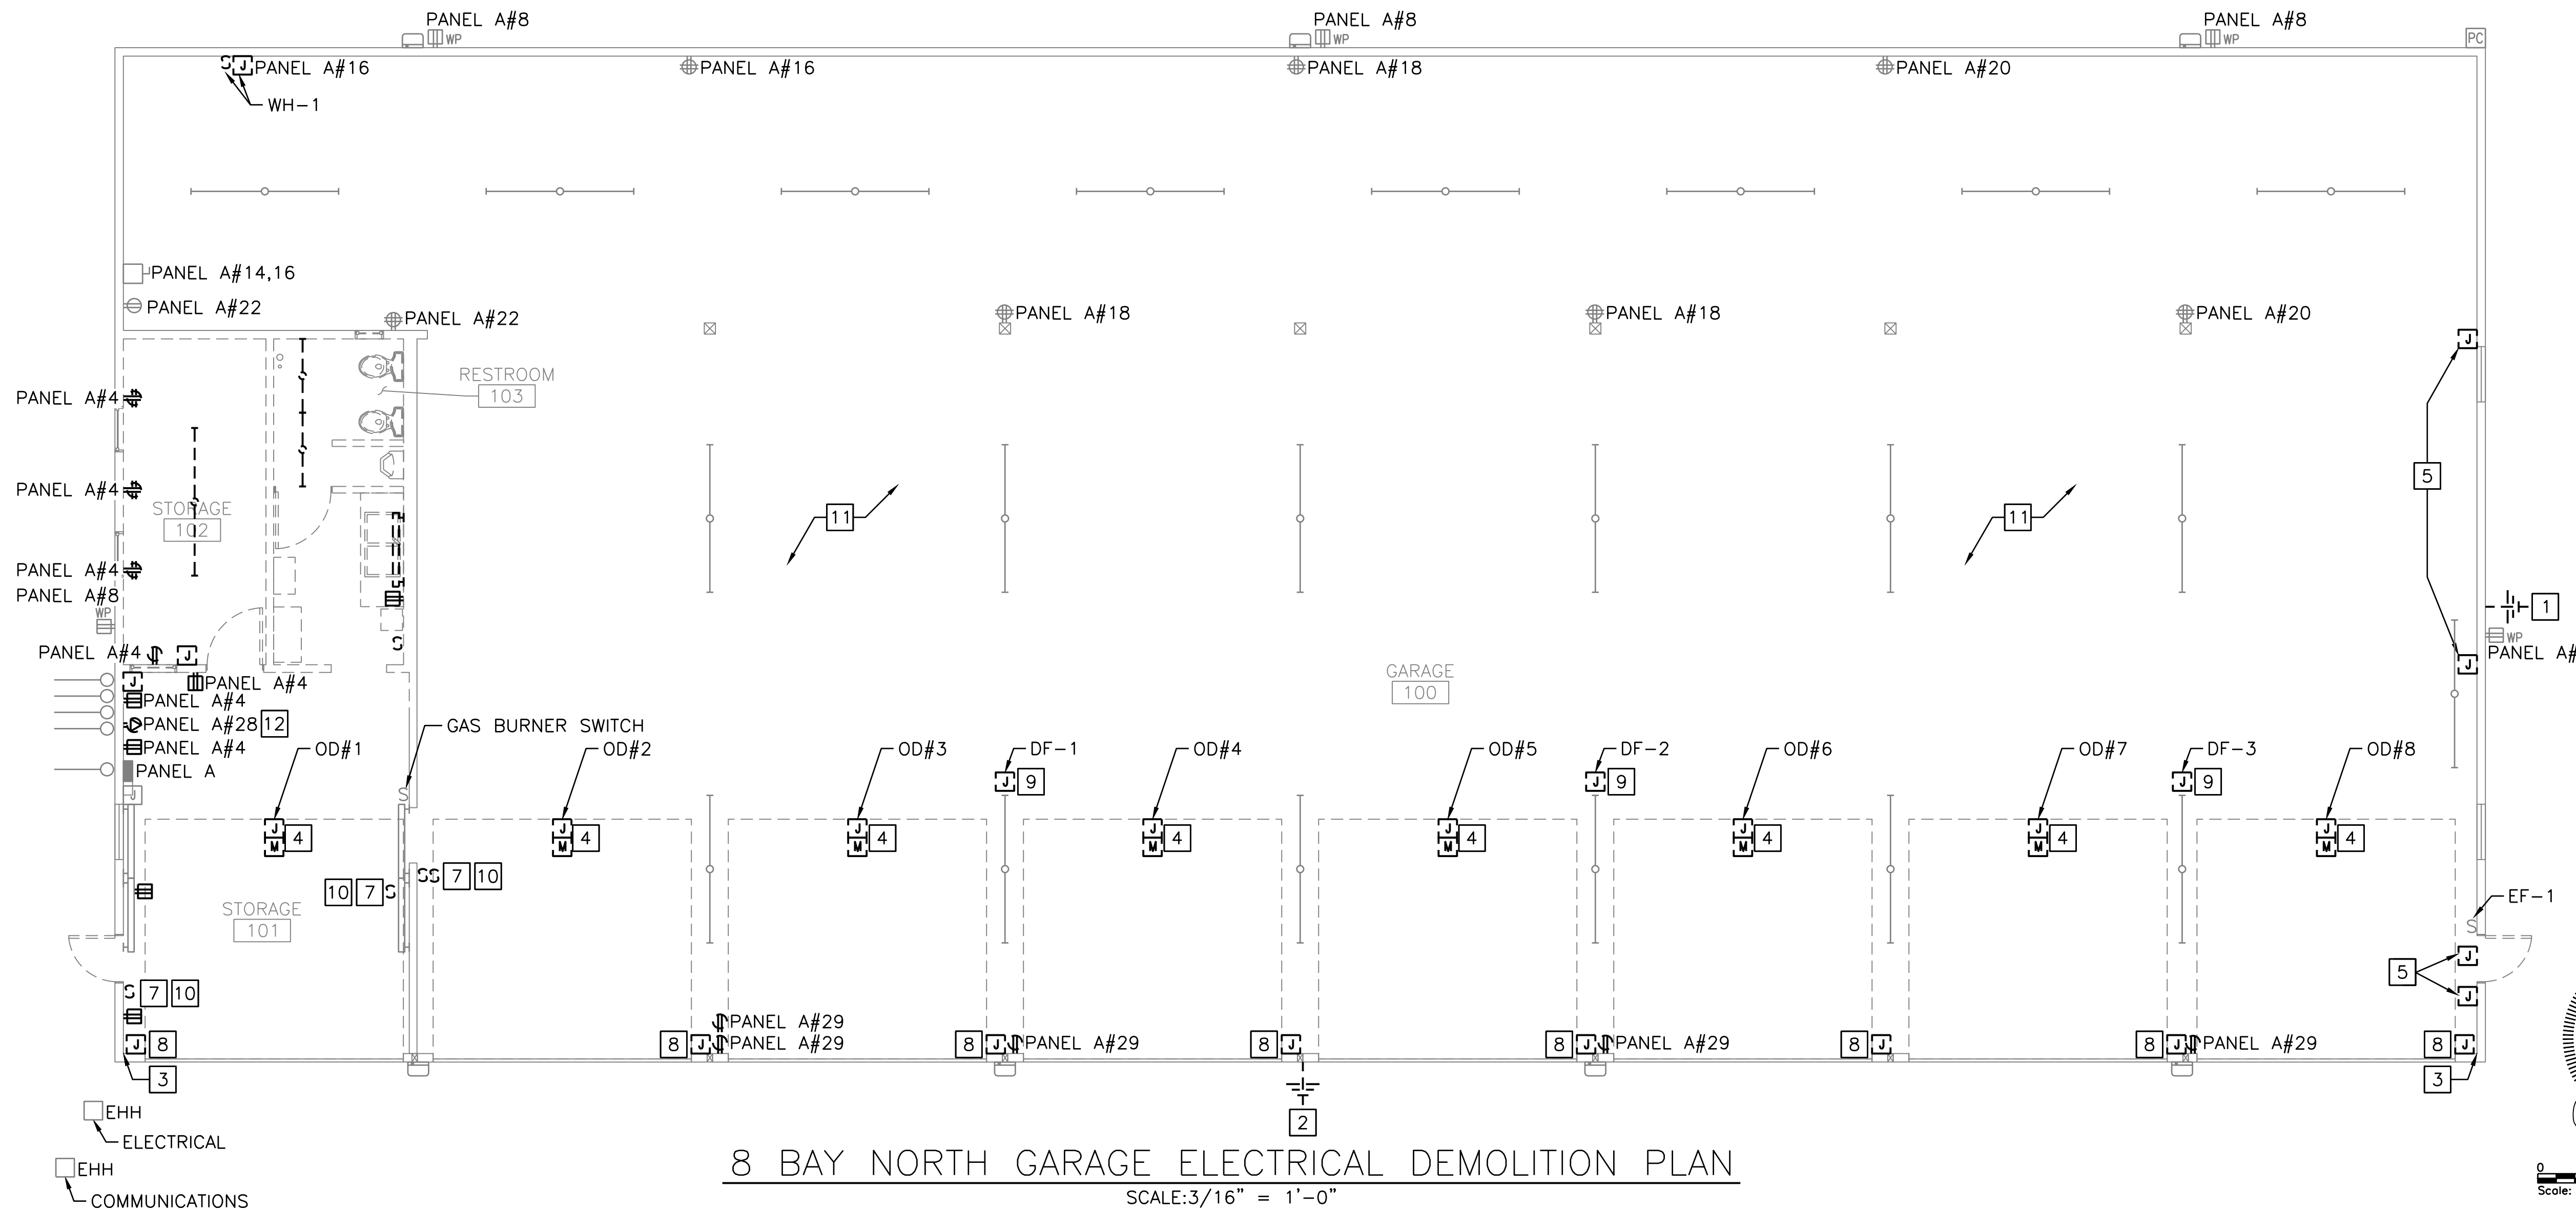 PANEL A#8
WP
PANEL A#8
WP
PANEL A#8
WP
PC
S J PANEL A#16
WH-1
PANEL A#16
PANEL A#18
PANEL A#20
J PANEL A#14,16
PANEL A#22
PANEL A#22
PANEL A#18
PANEL A#18
PANEL A#20
J
RESTROOM
103
PANEL A#4
PANEL A#4
STORAGE
102
11
11
5
PANEL A#4
PANEL A#8
WP
1
WP
PANEL A#
S
PANEL A#4
J
J
GARAGE
100
J
PANEL A#4
PANEL A#4
PANEL A#28 12
PANEL A#4
PANEL A
J
GAS BURNER SWITCH
S
OD#1
OD#2
OD#3
DF-1
OD#4
OD#5
DF-2
OD#6
OD#7
DF-3
OD#8
J 9
J 9
J 9
J
M 4
J
M 4
J
M 4
J
M 4
J
M 4
J
M 4
J
M 4
J
M 4
10 7 S
SS 7 10
STORAGE
101
EF-1
S
J
5
J
S 7 10
J 8
PANEL A#29
8 J PANEL A#29
8 J PANEL A#29
8 J
8 J PANEL A#29
8 J
8 J PANEL A#29
8 J
3
3
2
EHH
ELECTRICAL
EHH
COMMUNICATIONS
8 BAY NORTH GARAGE ELECTRICAL DEMOLITION PLAN
SCALE:3/16" = 1'-0"
0
Scale: